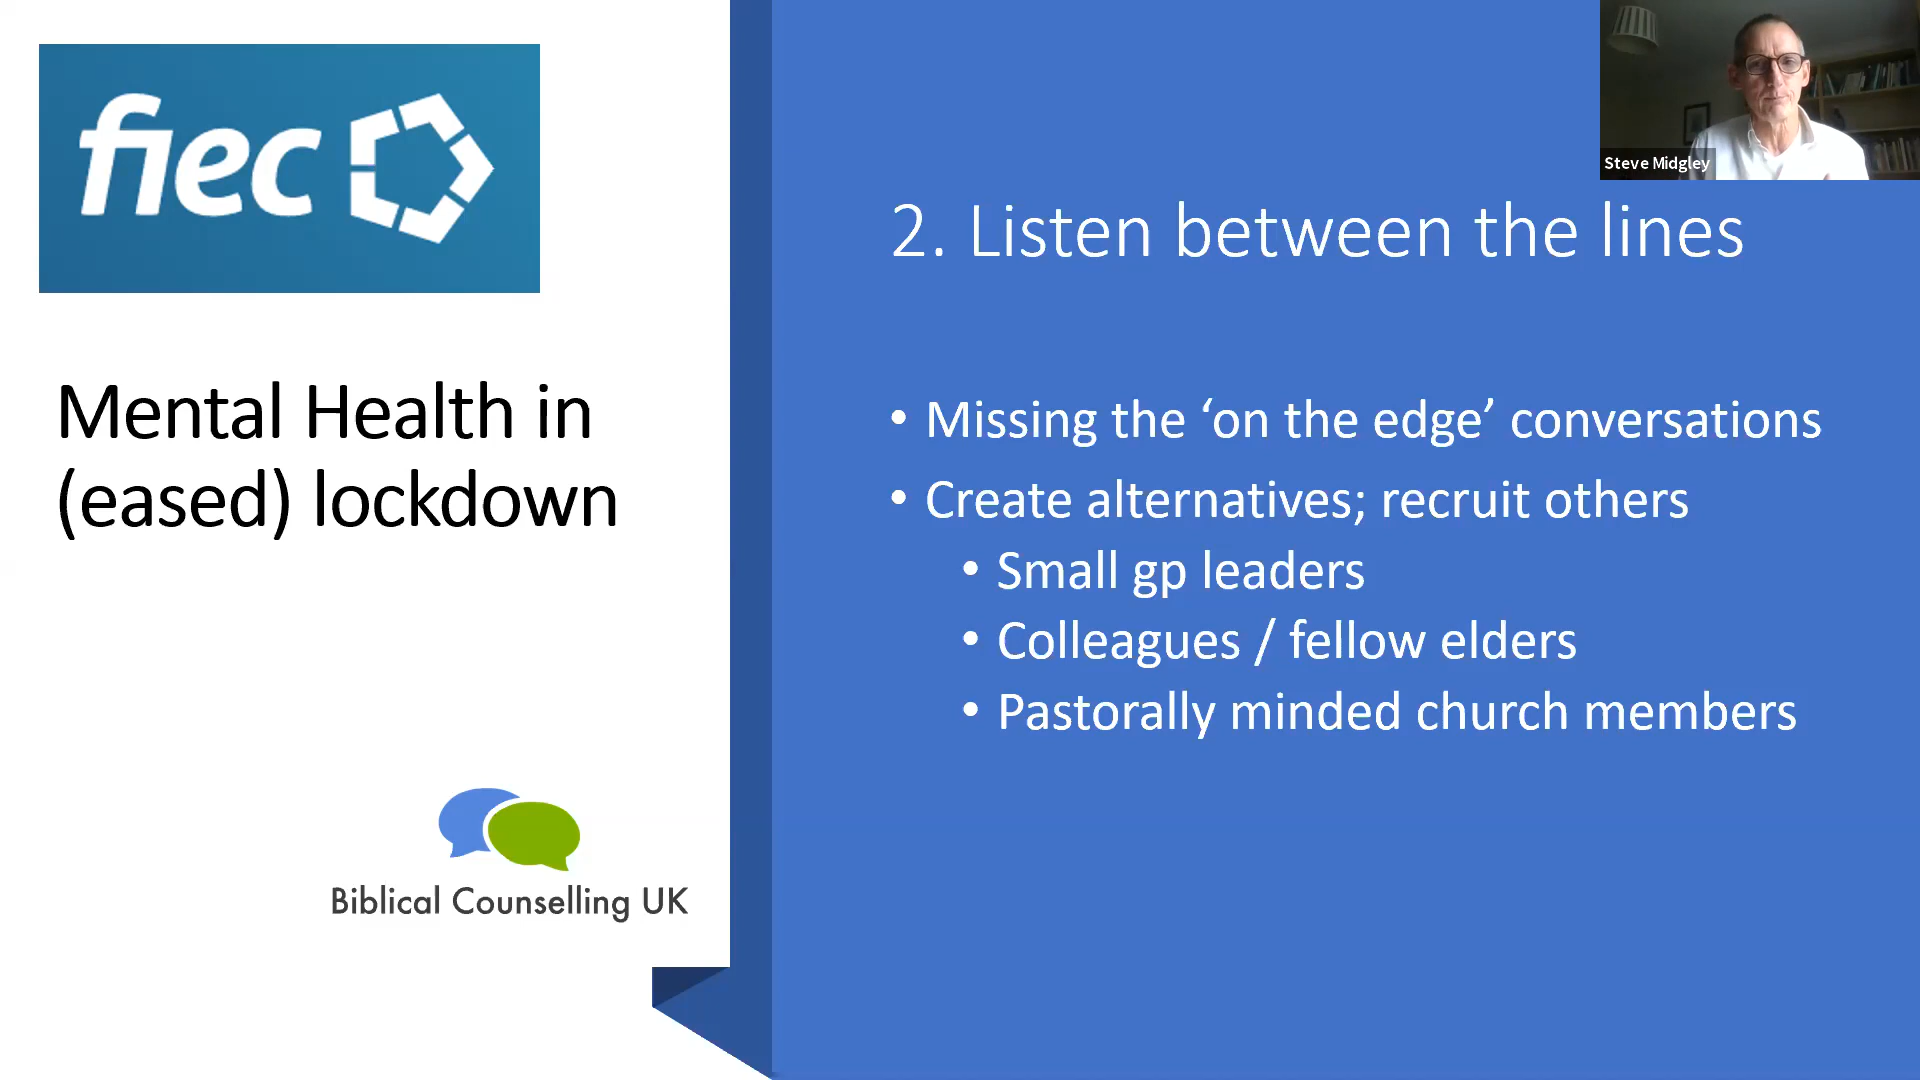 fiec
Mental Health in
(eased) lockdown
Biblical Counselling UK
Steve Midgley
2. Listen between the lines
• Missing the ‘on the edge’ conversations
• Create alternatives; recruit others
• Small gp leaders
• Colleagues / fellow elders
• Pastorally minded church members